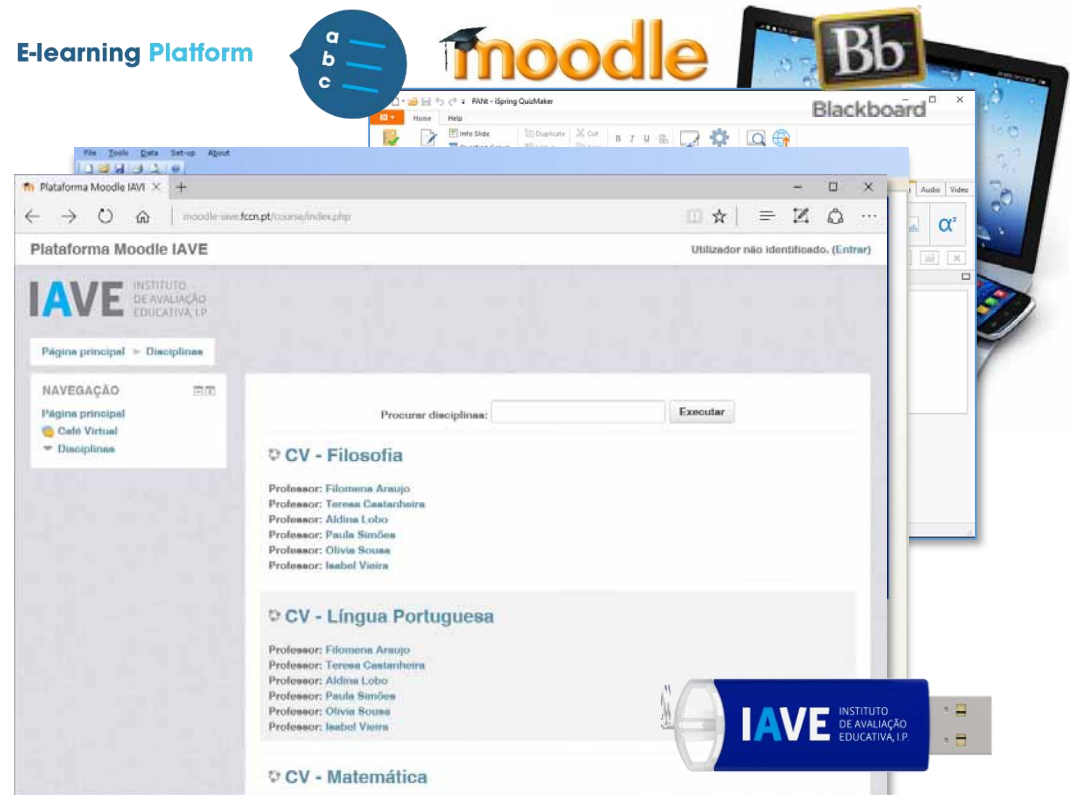 E-learning Platform
a
b
c
moodle
Bb
Blackboard
PANt - iSpring QuizMaker
Home Help
Info Slide
Duplicate
Cut
B I U
File Tools Data Set-up About
Audio Video
α²
Plataforma Moodle IAVI
moodle-iave.fccn.pt/course/index.php
Plataforma Moodle IAVE
Utilizador não identificado. (Entrar)
IAVE
INSTITUTO
DE AVALIAÇÃO
EDUCATIVA, I.P.
Página principal Disciplinas
NAVEGAÇÃO
Página principal
Café Virtual
Disciplinas
Procurar disciplinas:
Executar
CV - Filosofia
Professor: Filomena Araujo
Professor: Teresa Castanheira
Professor: Aldina Lobo
Professor: Paula Simões
Professor: Olivia Sousa
Professor: Isabel Vieira
CV - Língua Portuguesa
Professor: Filomena Araujo
Professor: Teresa Castanheira
Professor: Aldina Lobo
Professor: Paula Simões
Professor: Olivia Sousa
Professor: Isabel Vieira
CV - Matemática
IAVE
INSTITUTO
DE AVALIAÇÃO
EDUCATIVA, I.P.